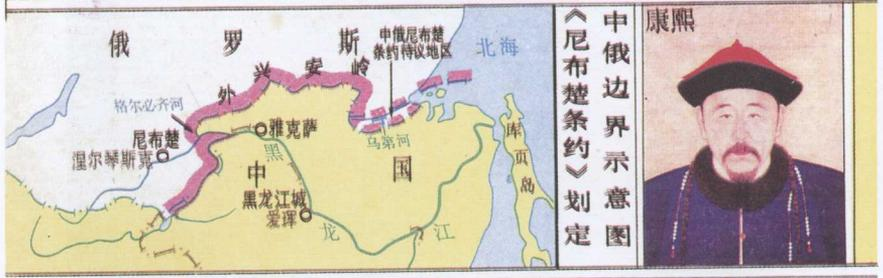 俄罗斯
外兴安岭
中俄尼布楚
条约待议地区
北海
格尔必齐河
尼布楚
涅尔琴斯克
雅克萨
乌第河
库页岛
中国
黑龙江城
瑷珲
黑龙江
中俄边界示意图
《尼布楚条约》划定
康熙